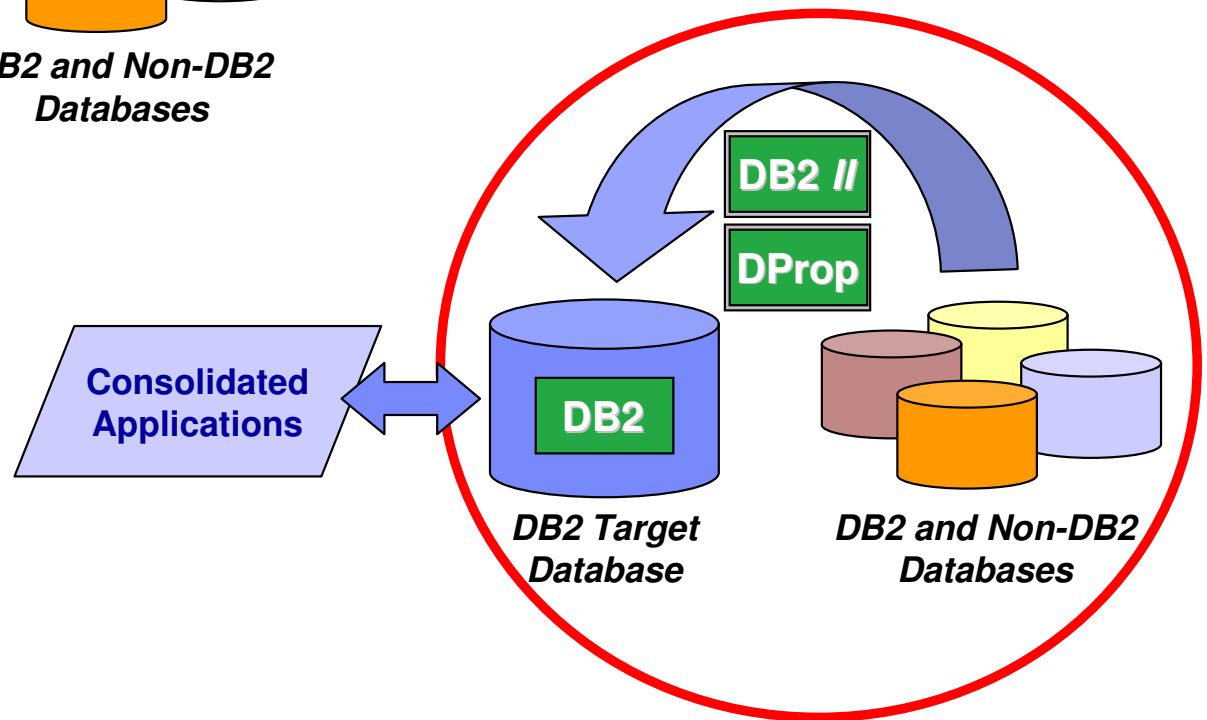 B2 and Non-DB2
Databases
DB2 II
DProp
Consolidated
Applications
DB2
DB2 Target
Database
DB2 and Non-DB2
Databases